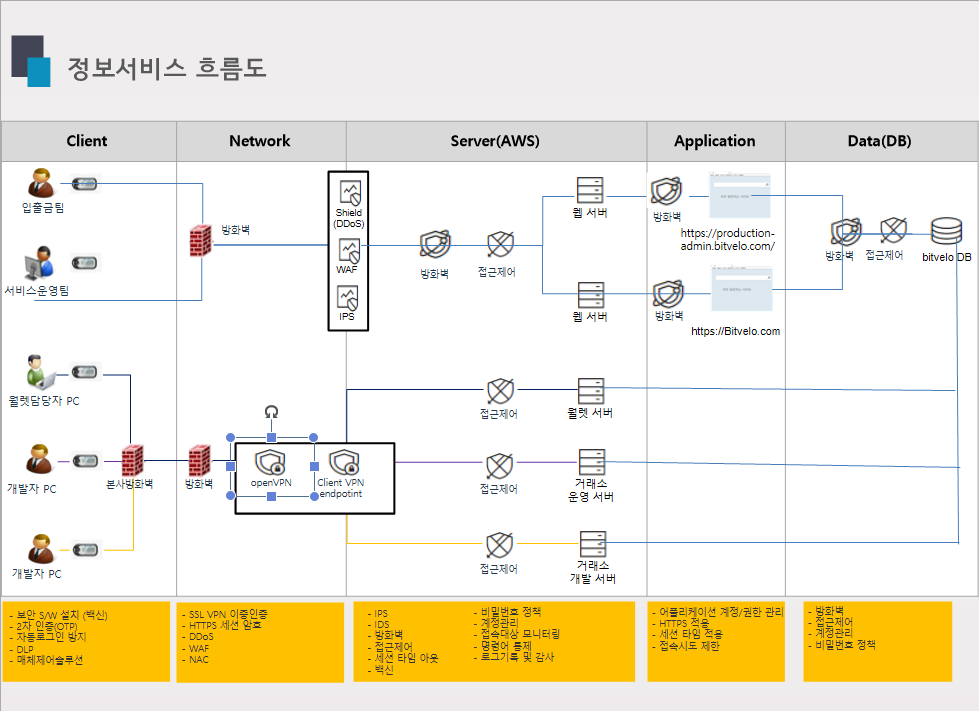 정보서비스 흐름도
Client
Network
Server(AWS)
Application
Data(DB)
입출금팀
서비스운영팀
방화벽
Shield
(DDoS)
WAF
IPS
방화벽
접근제어
웹 서버
웹 서버
방화벽
https://production-
admin.bitvelo.com/
방화벽
https://Bitvelo.com
방화벽
접근제어
bitvelo DB
월렛담당자 PC
개발자 PC
개발자 PC
본사방화벽
방화벽
openVPN
Client VPN
endpotint
접근제어
월렛 서버
접근제어
거래소
운영 서버
접근제어
거래소
개발 서버
- 보안 S/W 설치 (백신)
- 2차 인증(OTP)
- 자동로그인 방지
- DLP
- 매체제어솔루션
- SSL VPN 이중인증
- HTTPS 세션 암호
- DDoS
- WAF
- NAC
- IPS
- IDS
- 방화벽
- 접근제어
- 세션 타임 아웃
- 백신
- 비밀번호 정책
- 계정관리
- 접속대상 모니터링
- 명령어 통제
- 로그기록 및 감사
- 어플리케이션 계정/권한 관리
- HTTPS 적용
- 세션 타임 적용
- 접속시도 제한
- 방화벽
- 접근제어
- 계정관리
- 비밀번호 정책